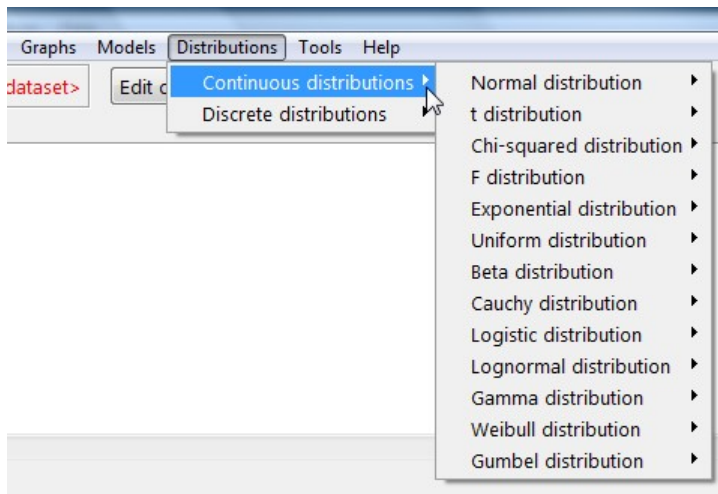 Graphs Models Distributions Tools Help
dataset> Edit
Continuous distributions
Discrete distributions
Normal distribution
t distribution
Chi-squared distribution
F distribution
Exponential distribution
Uniform distribution
Beta distribution
Cauchy distribution
Logistic distribution
Lognormal distribution
Gamma distribution
Weibull distribution
Gumbel distribution